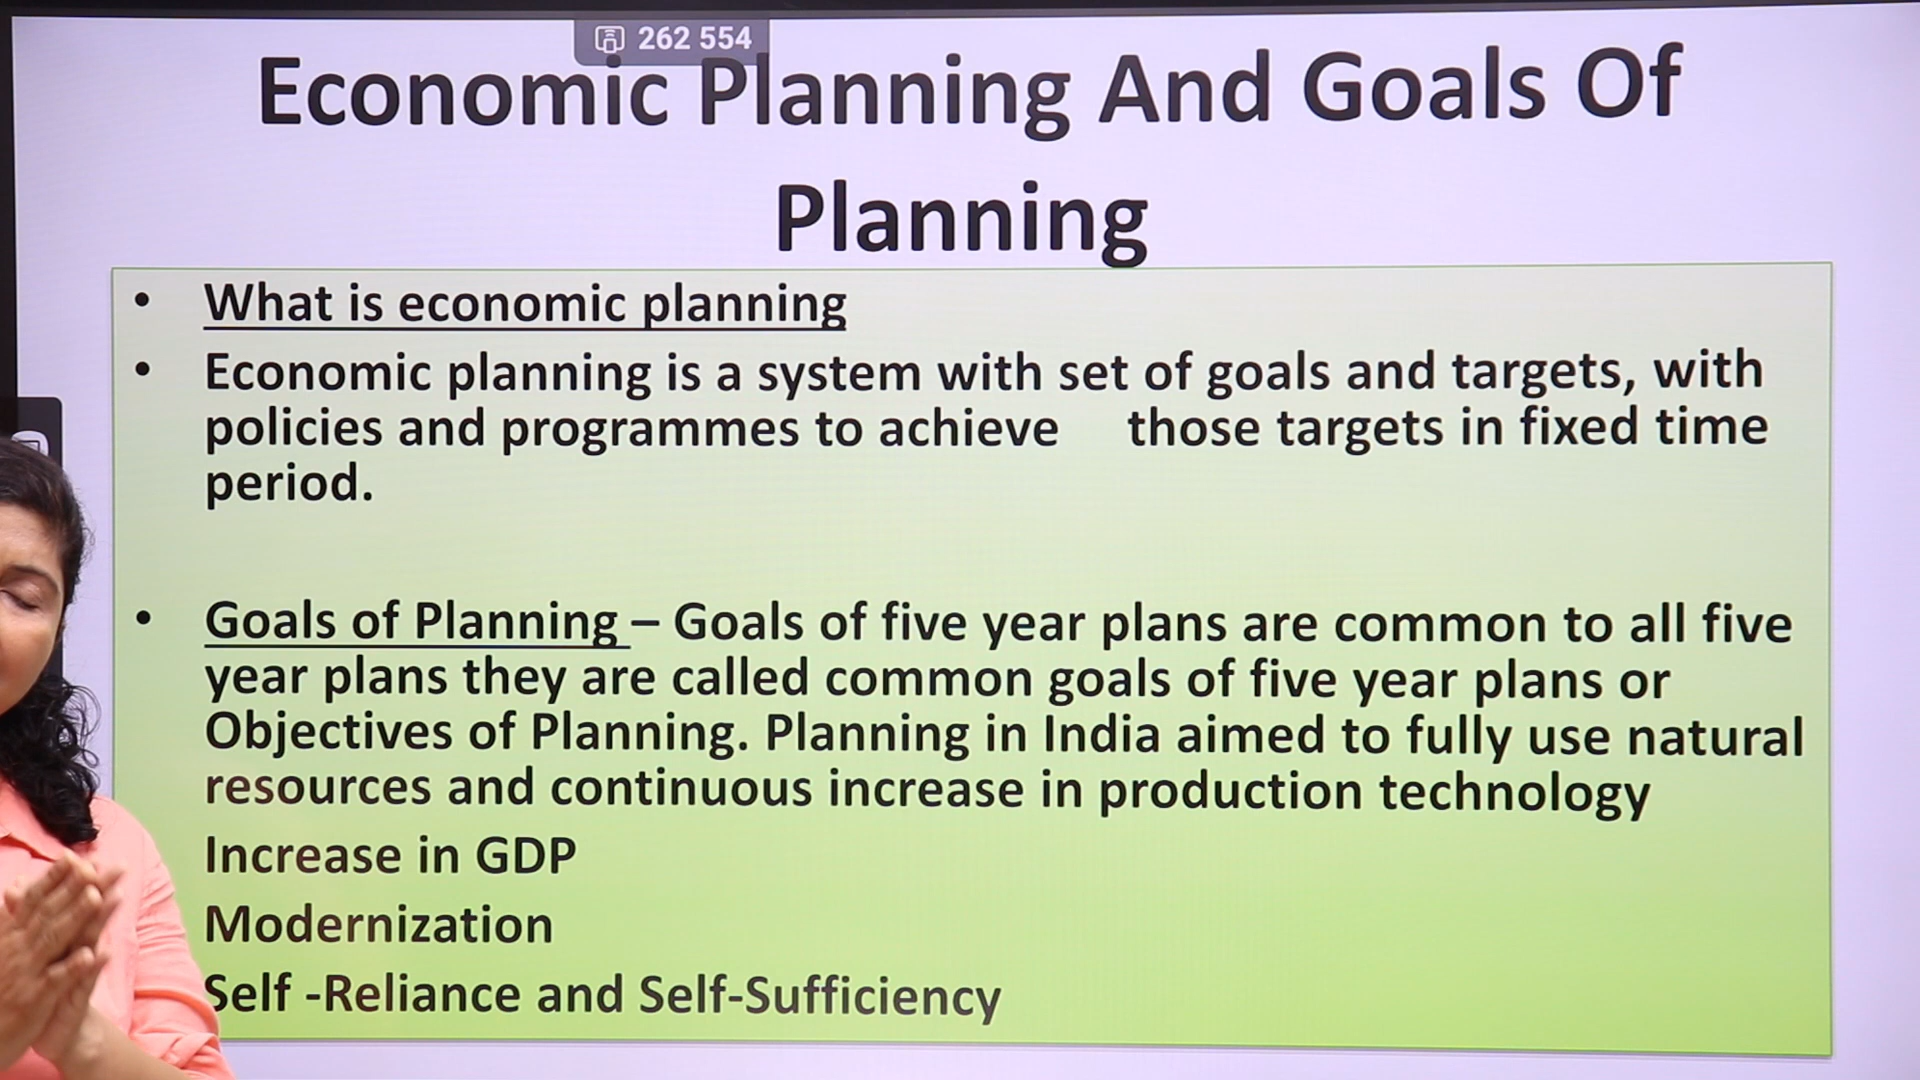 262 554
Economic Planning And Goals Of
Planning
• What is economic planning
• Economic planning is a system with set of goals and targets, with
policies and programmes to achieve those targets in fixed time
period.
• Goals of Planning – Goals of five year plans are common to all five
year plans they are called common goals of five year plans or
Objectives of Planning. Planning in India aimed to fully use natural
resources and continuous increase in production technology
Increase in GDP
Modernization
Self -Reliance and Self-Sufficiency